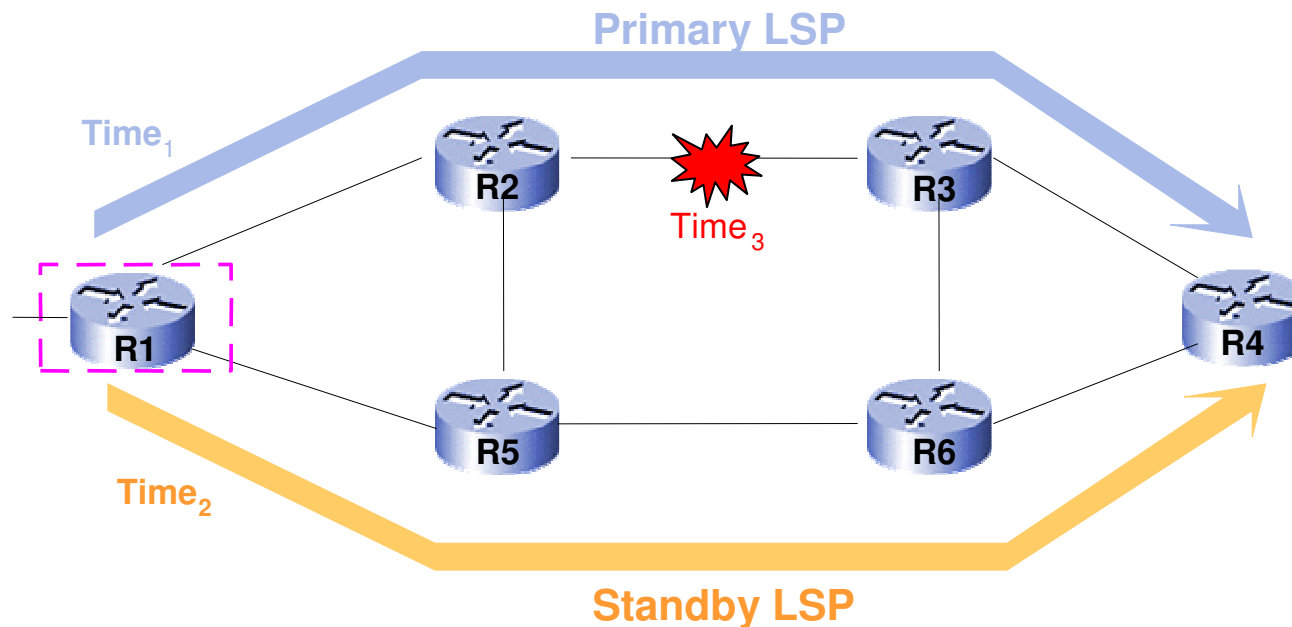 Primary LSP
Time₁
R2
R3
Time₃
R1
R4
R5
R6
Time₂
Standby LSP